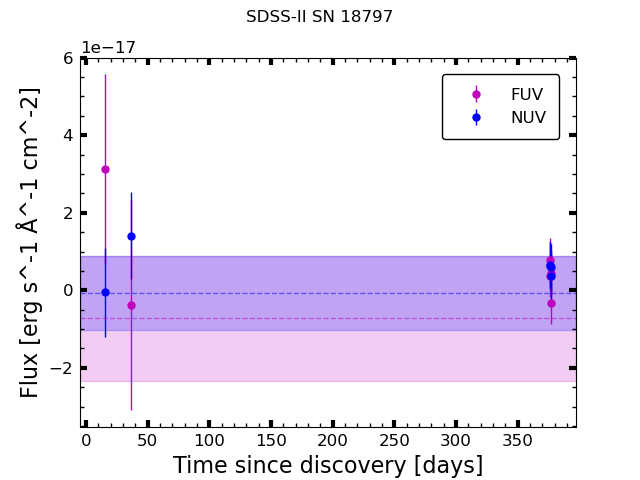 SDSS-II SN 18797
1e−17
6
4
2
0
−2
FUV
NUV
Flux [erg s^-1 Å^-1 cm^-2]
0 50 100 150 200 250 300 350
Time since discovery [days]